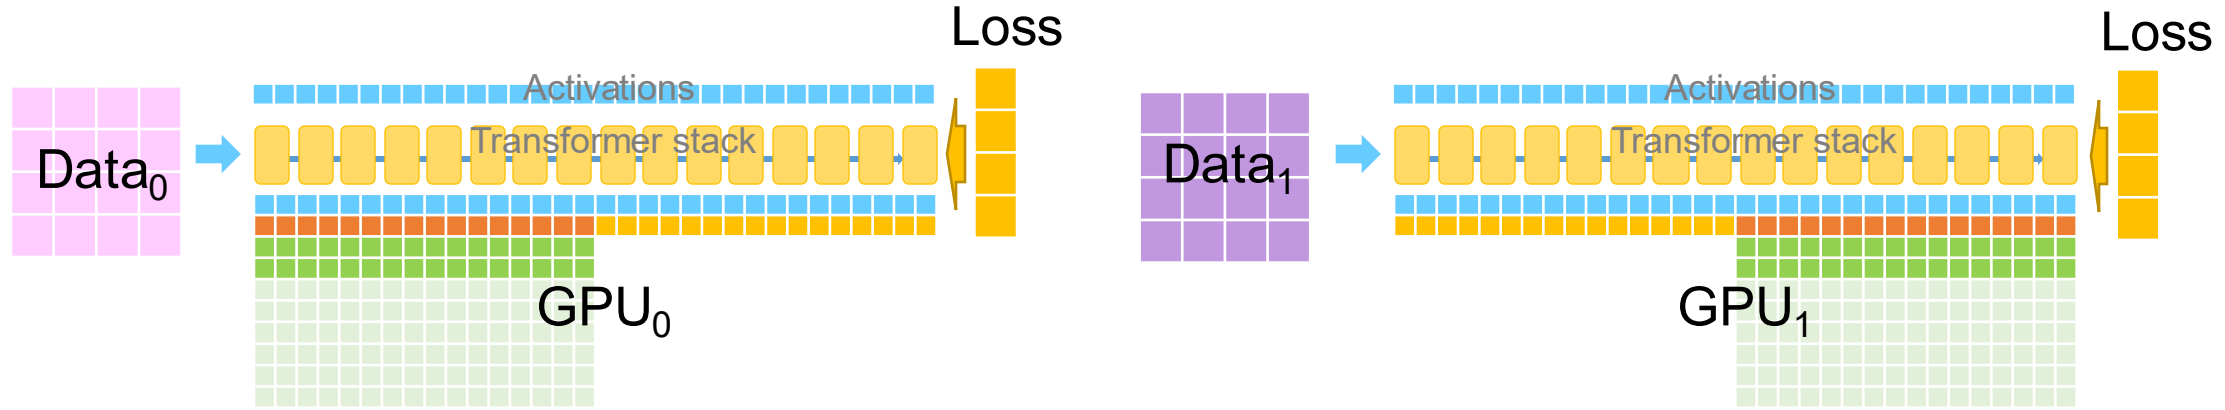 Loss
Activations
Transformer stack
Data₀
GPU₀
Loss
Activations
Transformer stack
Data₁
GPU₁